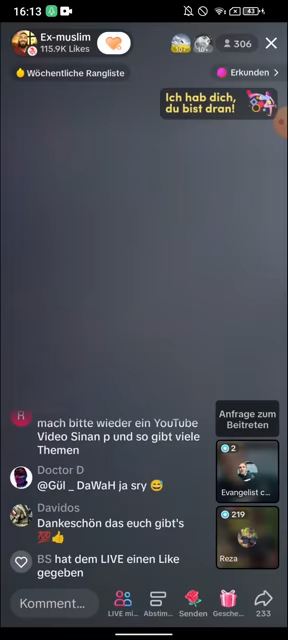 16:13
43
Ex-muslim
115.9K Likes
10+
10+
306
Wöchentliche Rangliste
Erkunden >
Ich hab dich,
du bist dran!
R
mach bitte wieder ein YouTube
Video Sinan p und so gibt viele
Themen
Doctor D
@Gül _ DaWaH ja sry 😅
Davidos
Dankeschön das euch gibt's
💯👍
BS hat dem LIVE einen Like
gegeben
Anfrage zum
Beitreten
2
Evangelist c...
219
Reza
Komment...
LIVE mi...
Abstim...
Senden
Gesche...
233